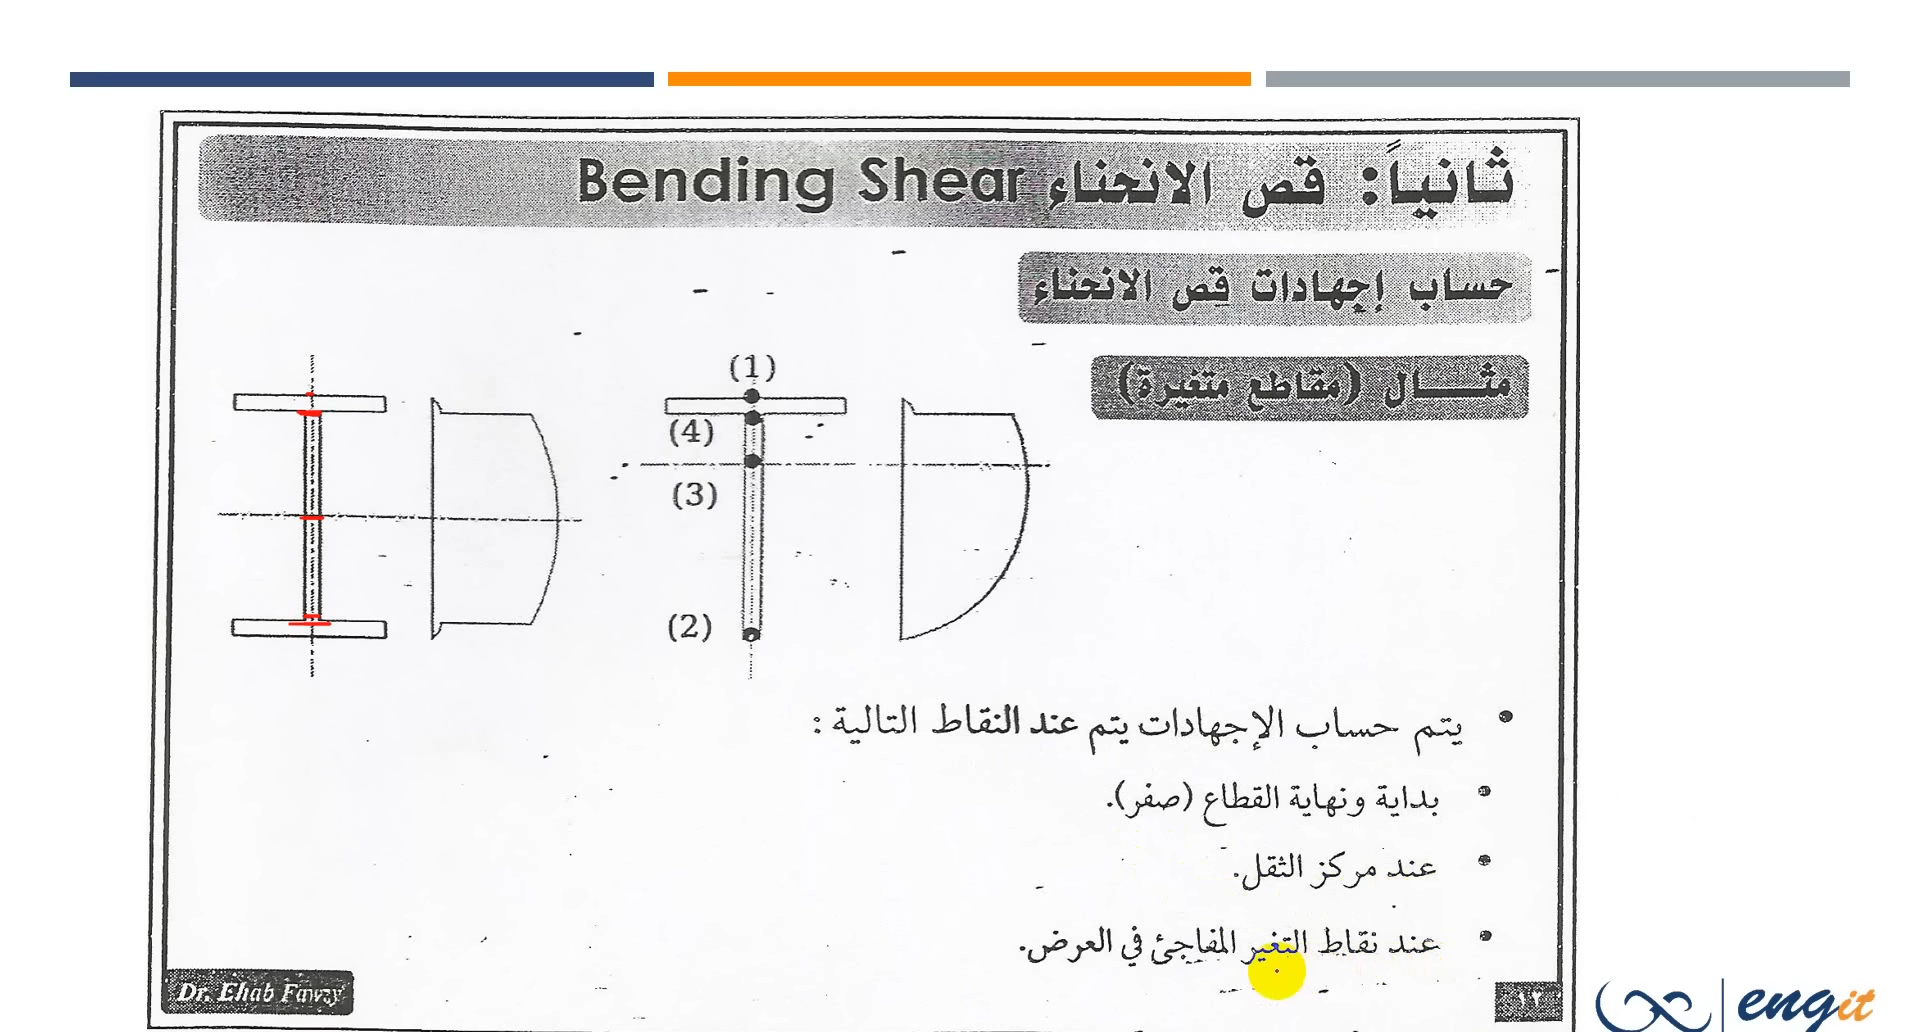 ثانياً: قص الانحناء Bending Shear
حساب إجهادات قص الانحناء
مثـــال (مقاطع متغيرة)
(1)
(4)
(3)
(2)
يتم حساب الإجهادات يتم عند النقاط التالية :
بداية ونهاية القطاع (صفر).
عند مركز الثقل.
عند نقاط التغير المفاجئ في العرض.
Dr. Ehab Fawzy
١٢
engit